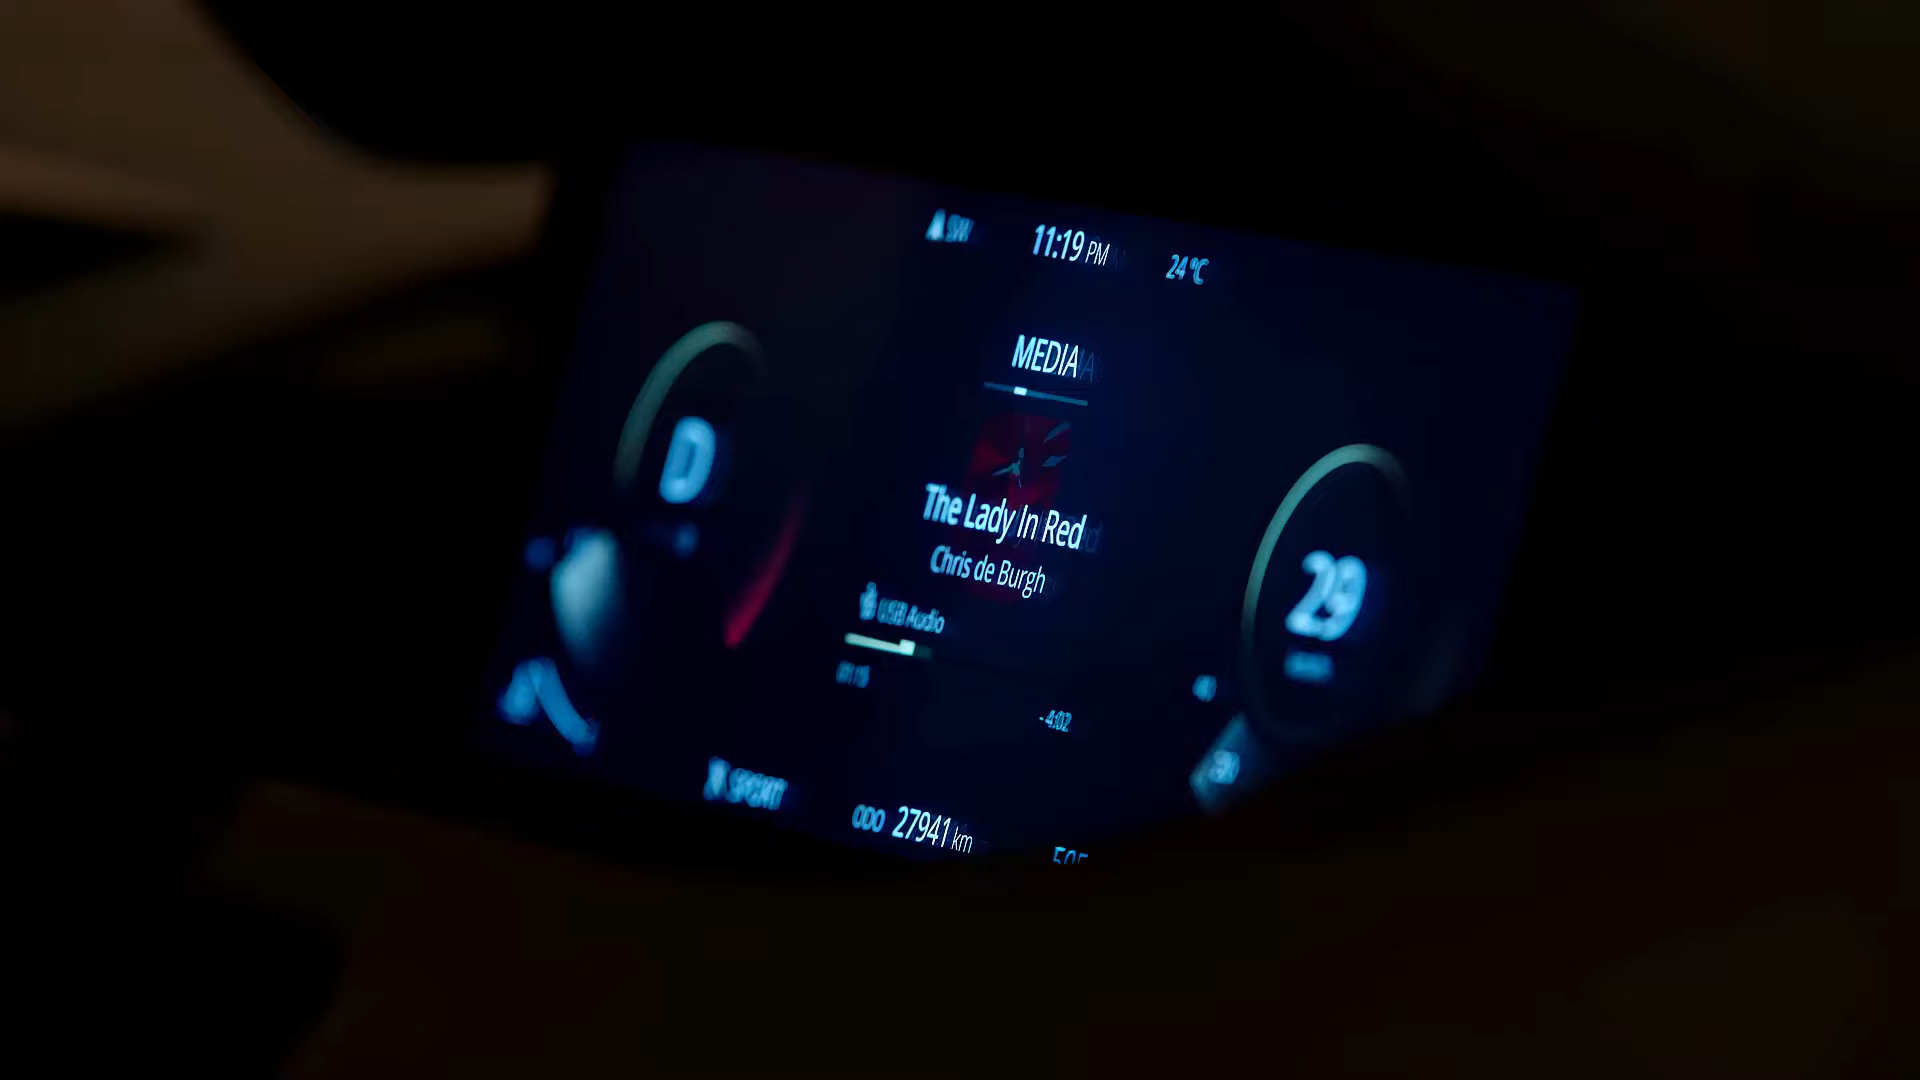 SW
11:19 PM
24 °C
MEDIA
D
The Lady In Red
Chris de Burgh
USB Audio
-4:02
29
SPORT
ODO 27941 km